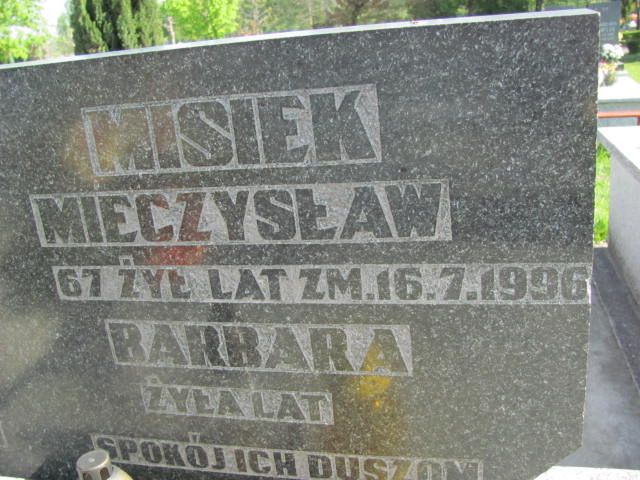 MISIEK
MIECZYSŁAW
67 ŻYŁ LAT ZM.16.7.1996
BARBARA
ŻYŁA LAT
SPOKÓJ ICH DUSZOM